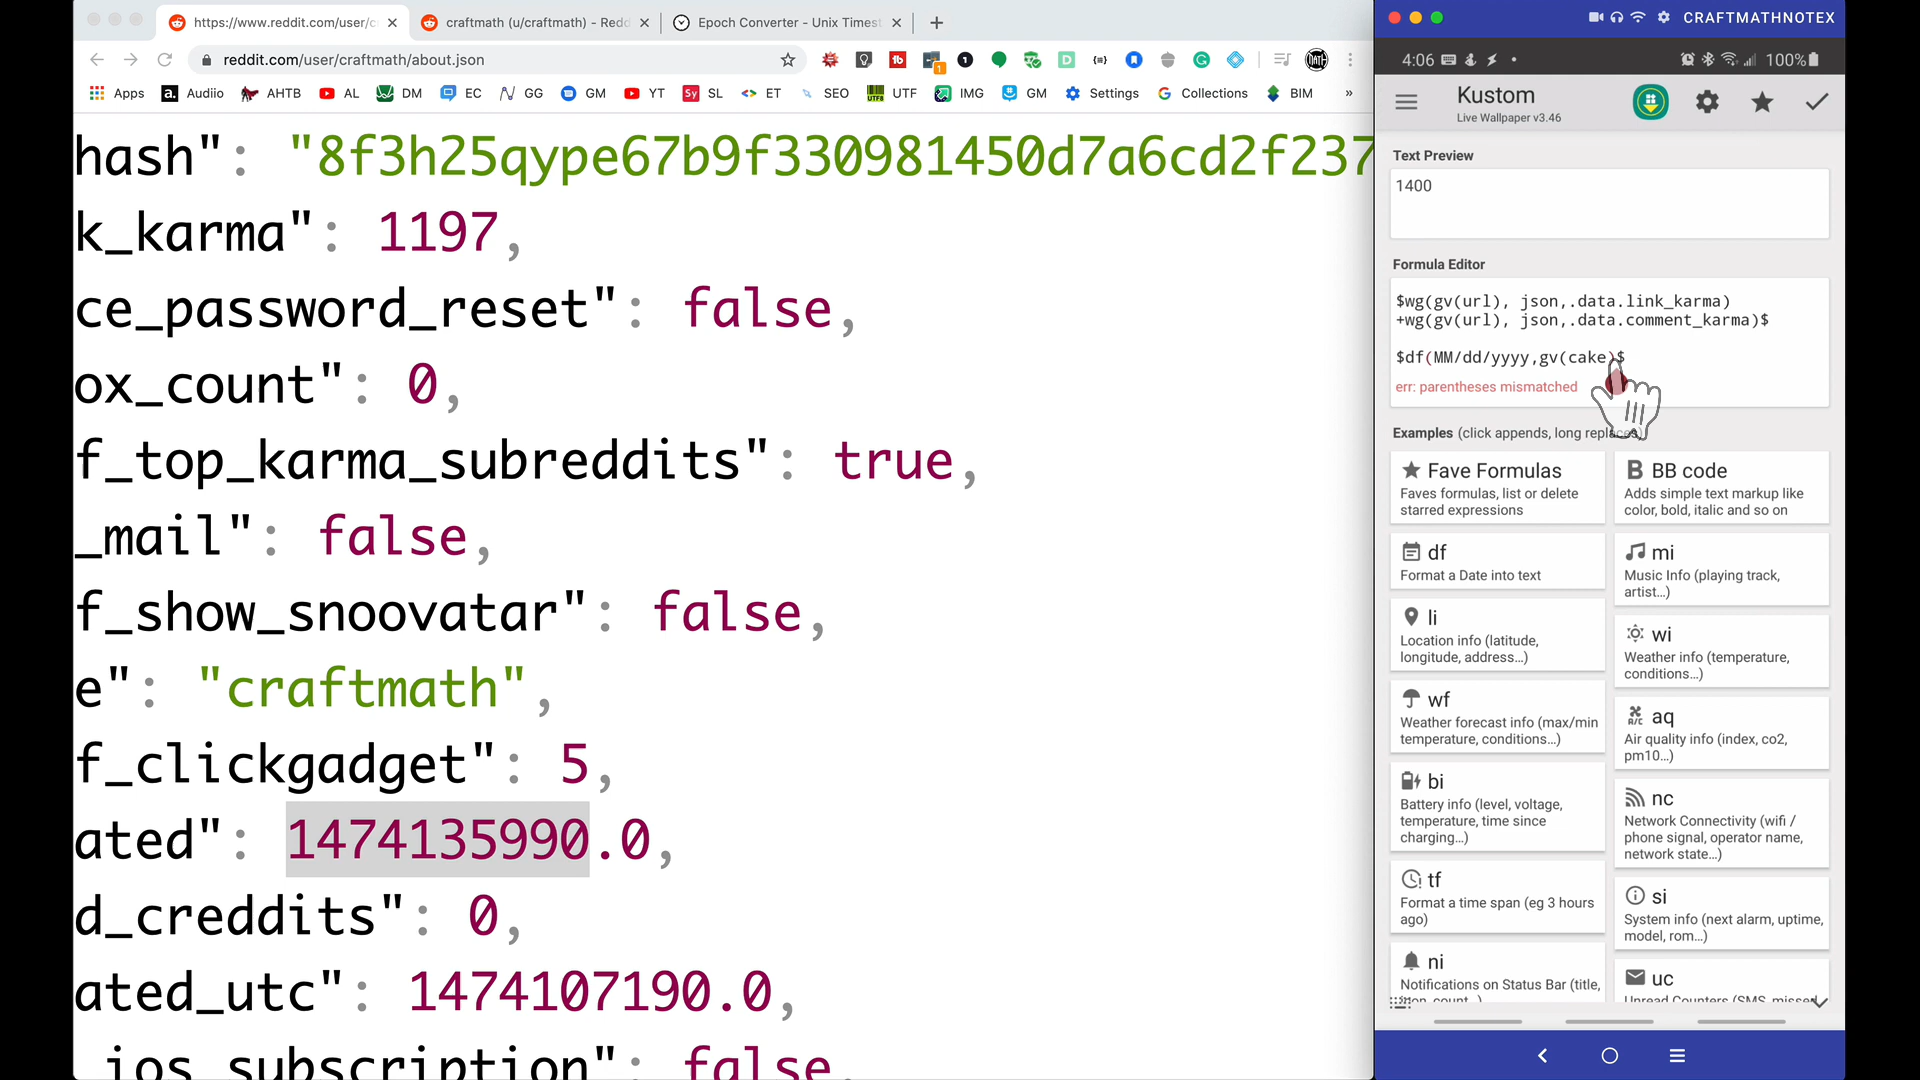 https://www.reddit.com/user/c
craftmath (u/craftmath) - Redd
Epoch Converter - Unix Timest
reddit.com/user/craftmath/about.json
Apps
Audiio
AHTB
AL
DM
EC
GG
GM
YT
SL
ET
SEO
UTF
IMG
GM
Settings
Collections
BIM
»
hash": "8f3h25qype67b9f330981450d7a6cd2f237
k_karma": 1197,
ce_password_reset": false,
ox_count": 0,
f_top_karma_subreddits": true,
_mail": false,
f_show_snoovatar": false,
e": "craftmath",
f_clickgadget": 5,
ated": 1474135990.0,
d_creddits": 0,
ated_utc": 1474107190.0,
_ios_subscription": false,
CRAFTMATHNOTEX
4:06
100%
Kustom
Live Wallpaper v3.46
Text Preview
1400
Formula Editor
$wg(gv(url), json,.data.link_karma)
+wg(gv(url), json,.data.comment_karma)$
$df(MM/dd/yyyy,gv(cake)$
err: parentheses mismatched
Examples (click appends, long replaces)
Fave Formulas
Faves formulas, list or delete
starred expressions
BB code
Adds simple text markup like
color, bold, italic and so on
df
Format a Date into text
mi
Music Info (playing track,
artist...)
li
Location info (latitude,
longitude, address...)
wi
Weather info (temperature,
conditions...)
wf
Weather forecast info (max/min
temperature, conditions...)
aq
Air quality info (index, co2,
pm10...)
bi
Battery info (level, voltage,
temperature, time since
charging...)
nc
Network Connectivity (wifi /
phone signal, operator name,
network state...)
tf
Format a time span (eg 3 hours
ago)
si
System info (next alarm, uptime,
model, rom...)
ni
Notifications on Status Bar (title,
uc
Unread Counters (SMS, missed